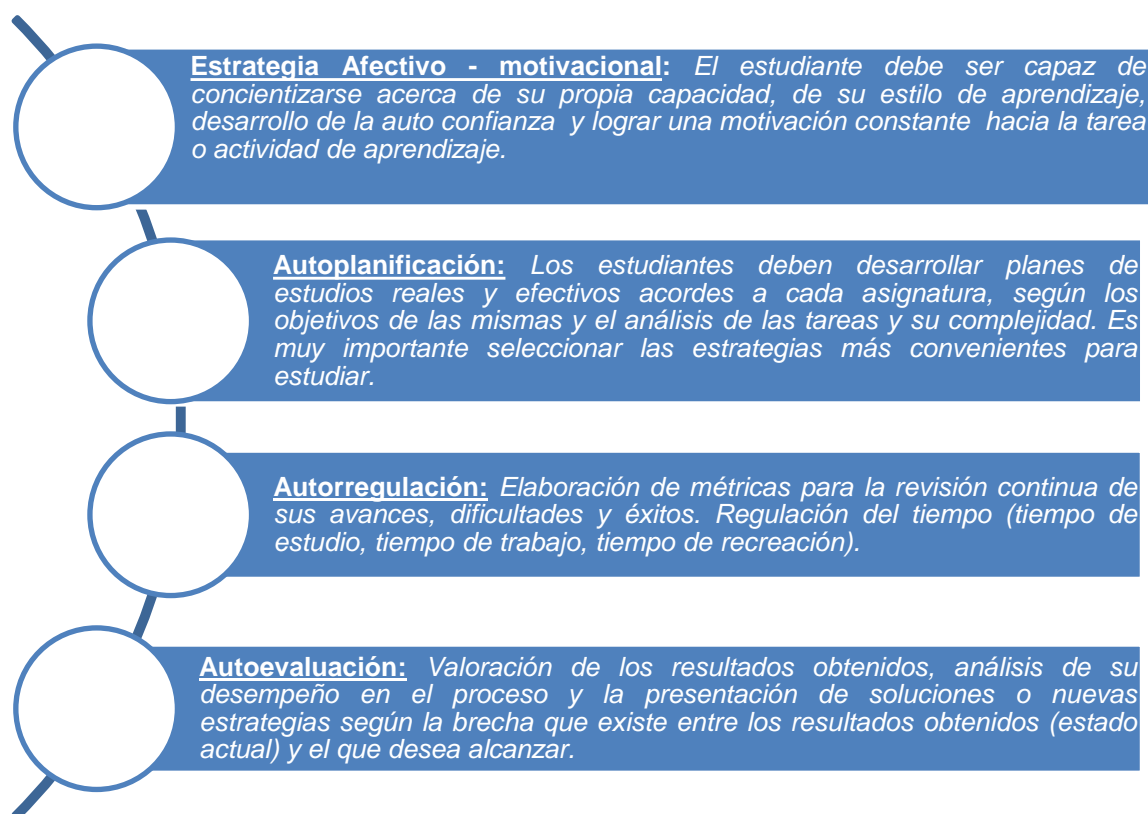 Estrategia Afectivo - motivacional: El estudiante debe ser capaz de
concientizarse acerca de su propia capacidad, de su estilo de aprendizaje,
desarrollo de la auto confianza y lograr una motivación constante hacia la tarea
o actividad de aprendizaje.
Autoplanificación: Los estudiantes deben desarrollar planes de
estudios reales y efectivos acordes a cada asignatura, según los
objetivos de las mismas y el análisis de las tareas y su complejidad. Es
muy importante seleccionar las estrategias más convenientes para
estudiar.
Autorregulación: Elaboración de métricas para la revisión continua de
sus avances, dificultades y éxitos. Regulación del tiempo (tiempo de
estudio, tiempo de trabajo, tiempo de recreación).
Autoevaluación: Valoración de los resultados obtenidos, análisis de su
desempeño en el proceso y la presentación de soluciones o nuevas
estrategias según la brecha que existe entre los resultados obtenidos (estado
actual) y el que desea alcanzar.